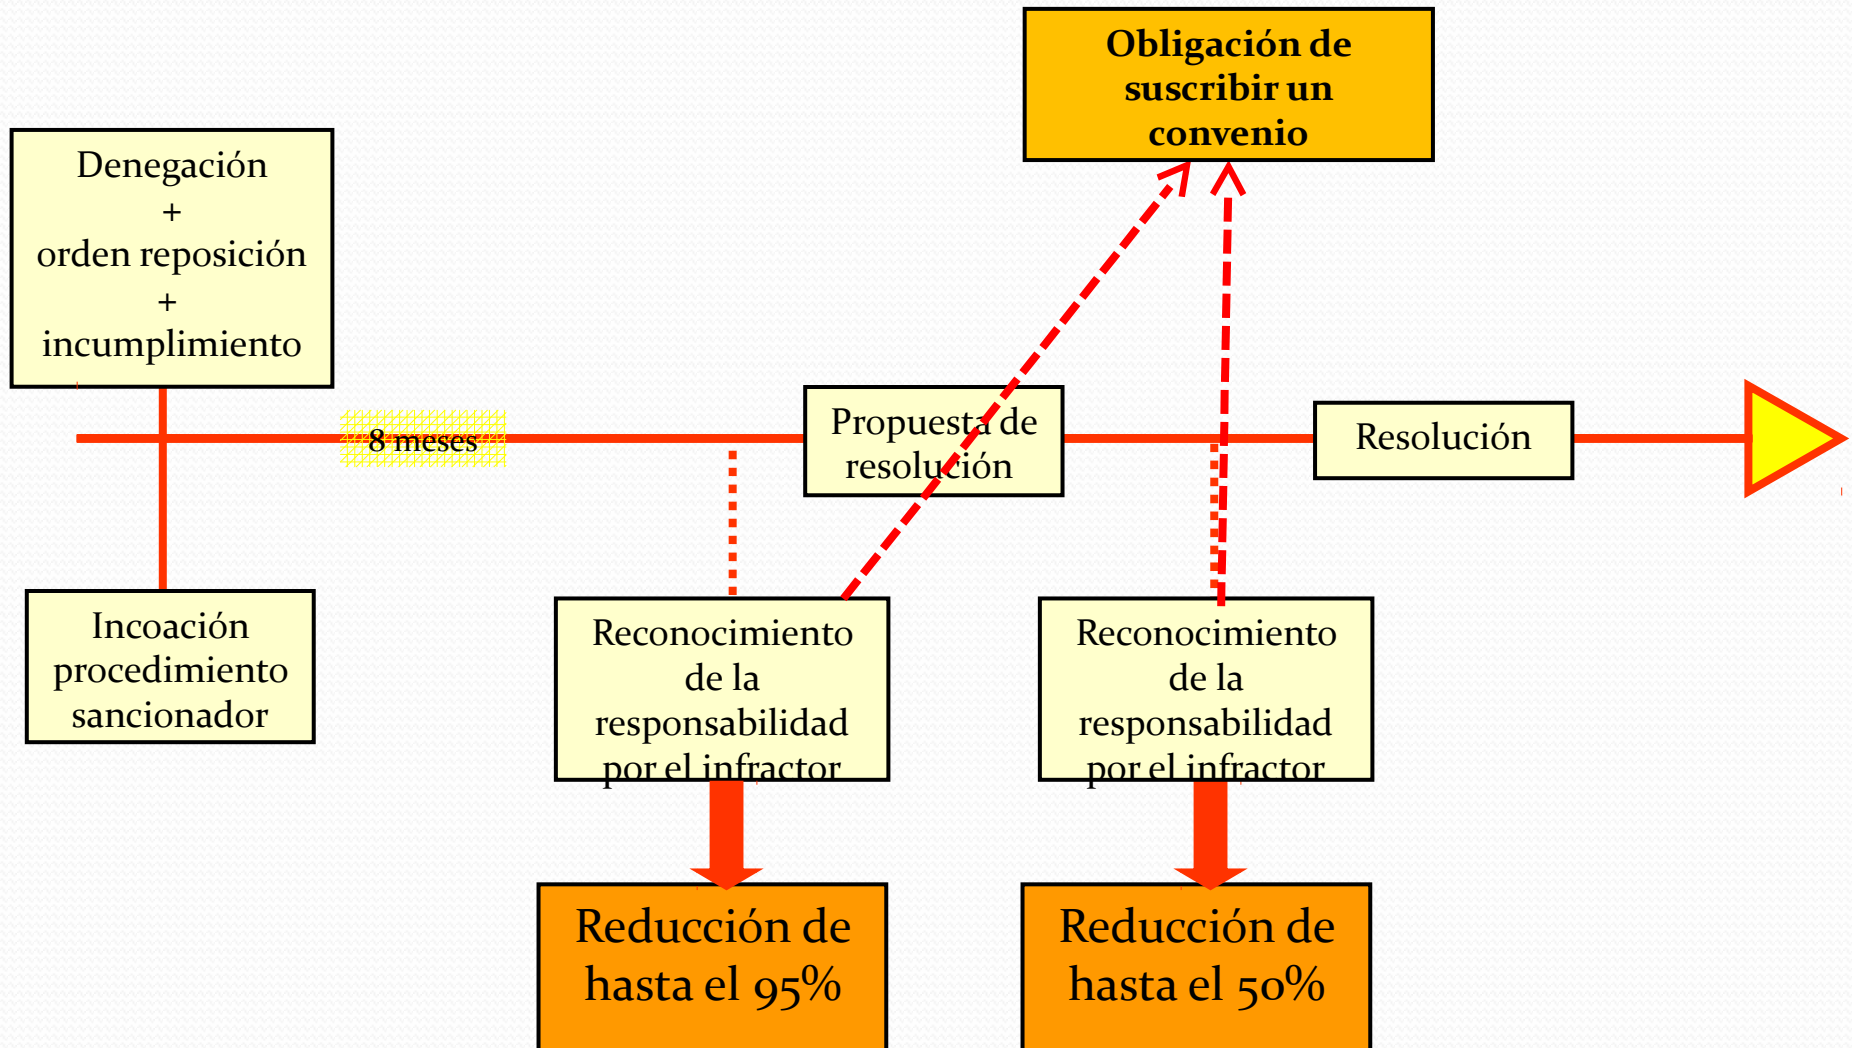 Obligación de
suscribir un
convenio
Denegación
+
orden reposición
+
incumplimiento
8 meses
Propuesta de
resolución
Resolución
Incoación
procedimiento
sancionador
Reconocimiento
de la
responsabilidad
por el infractor
Reconocimiento
de la
responsabilidad
por el infractor
Reducción de
hasta el 95%
Reducción de
hasta el 50%